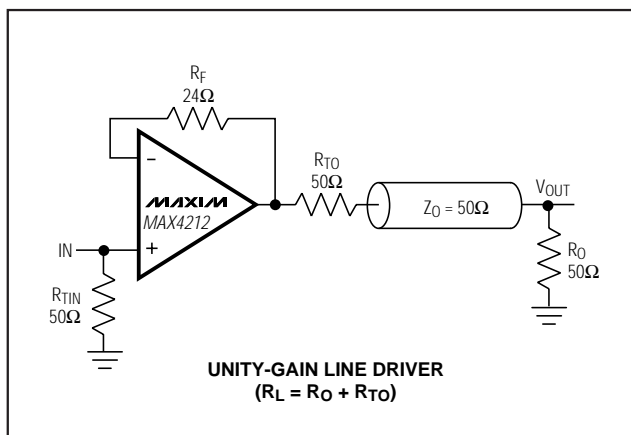 RF
24Ω
−
MAXIM
MAX4212
+
IN
RTIN
50Ω
RTO
50Ω
ZO = 50Ω
VOUT
RO
50Ω
UNITY-GAIN LINE DRIVER
(RL = RO + RTO)